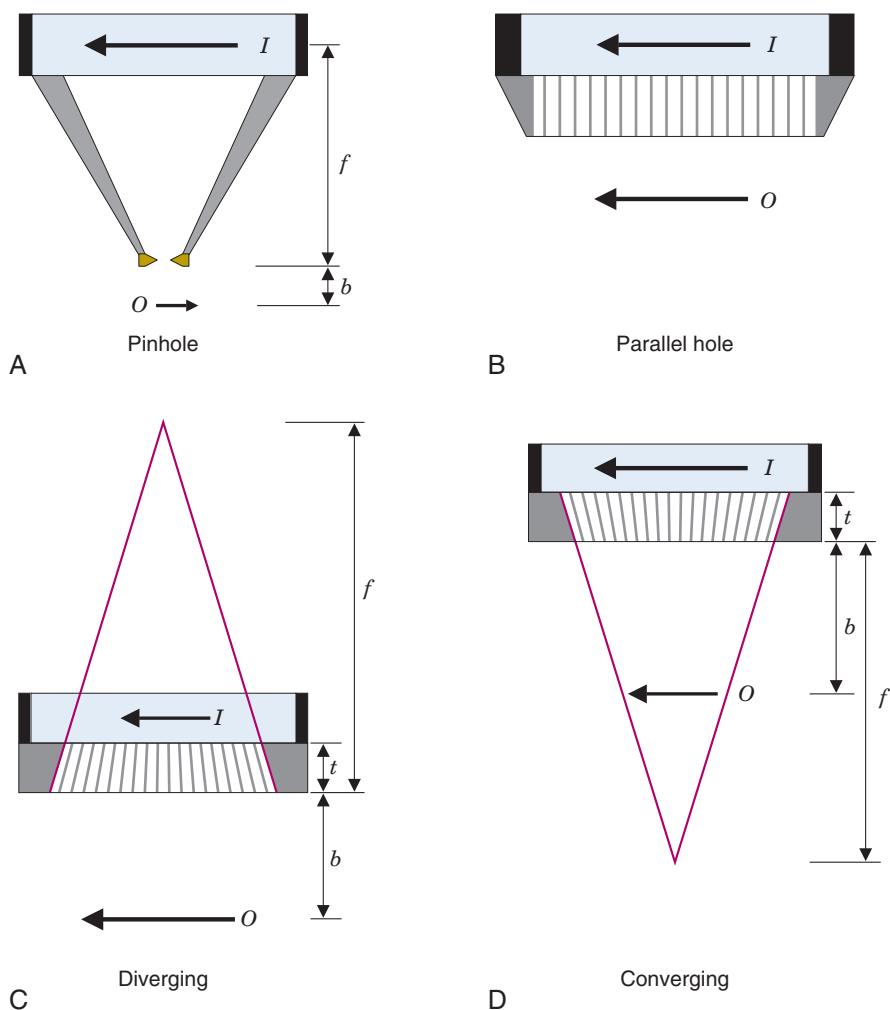 I
f
b
O
Pinhole
A
I
O
Parallel hole
B
f
I
t
b
O
Diverging
C
I
t
b
O
f
Converging
D